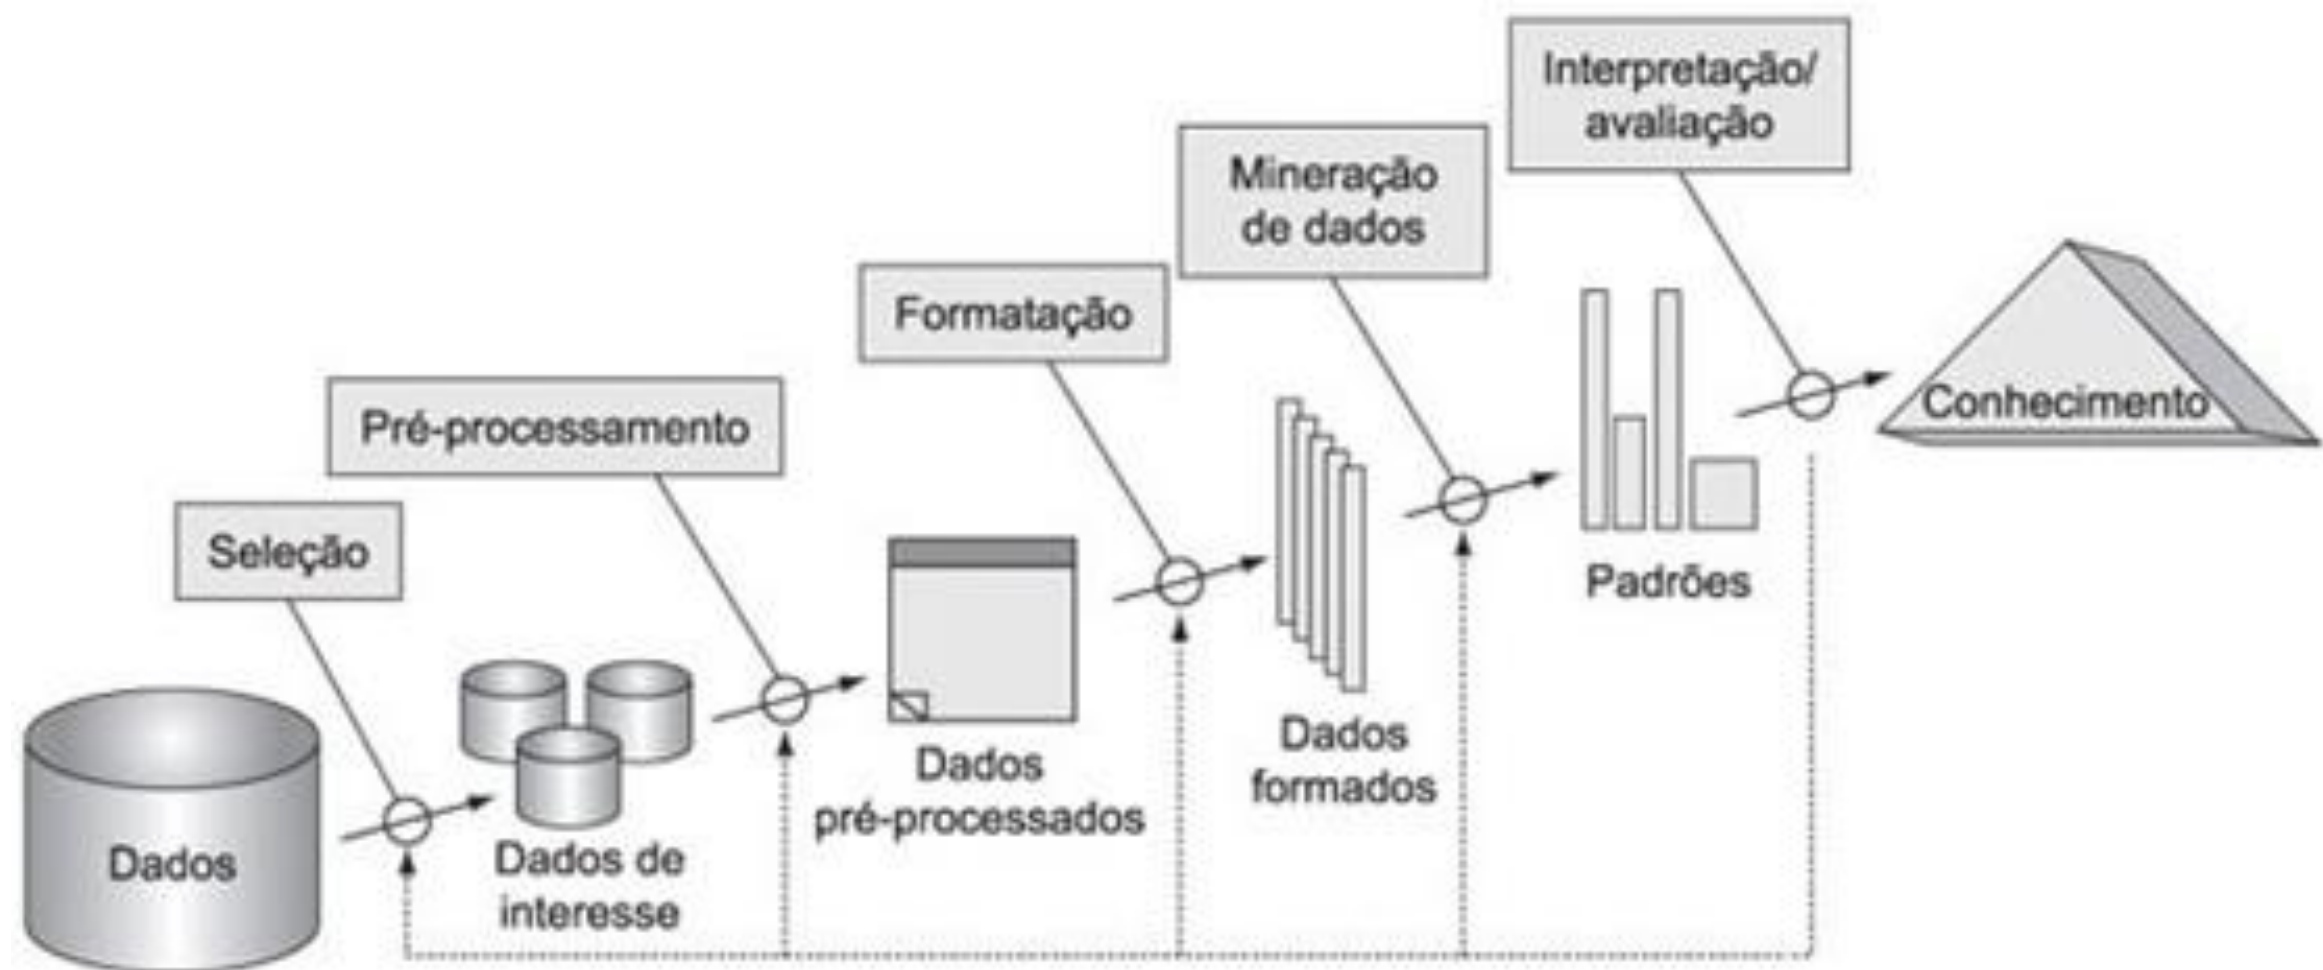 Interpretação/
avaliação
Mineração
de dados
Formatação
Pré-processamento
Seleção
Dados
Dados de
interesse
Dados
pré-processados
Dados
formados
Padrões
Conhecimento